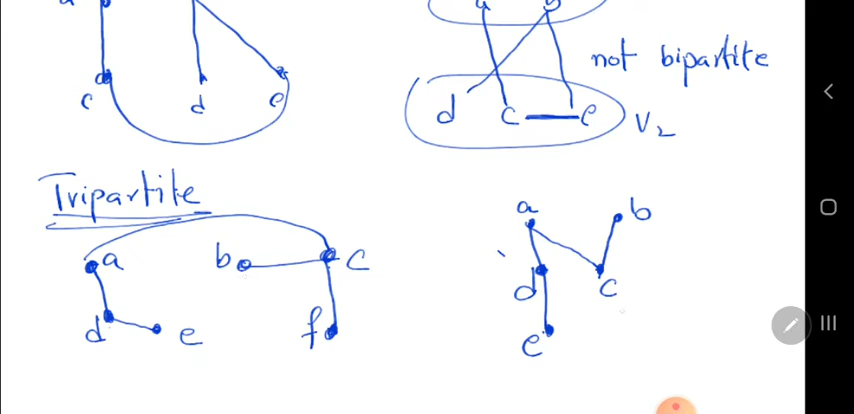 a b
c d e
not bipartite
d c e V2
Tripartite
a b c
d e f
a b
d c
e